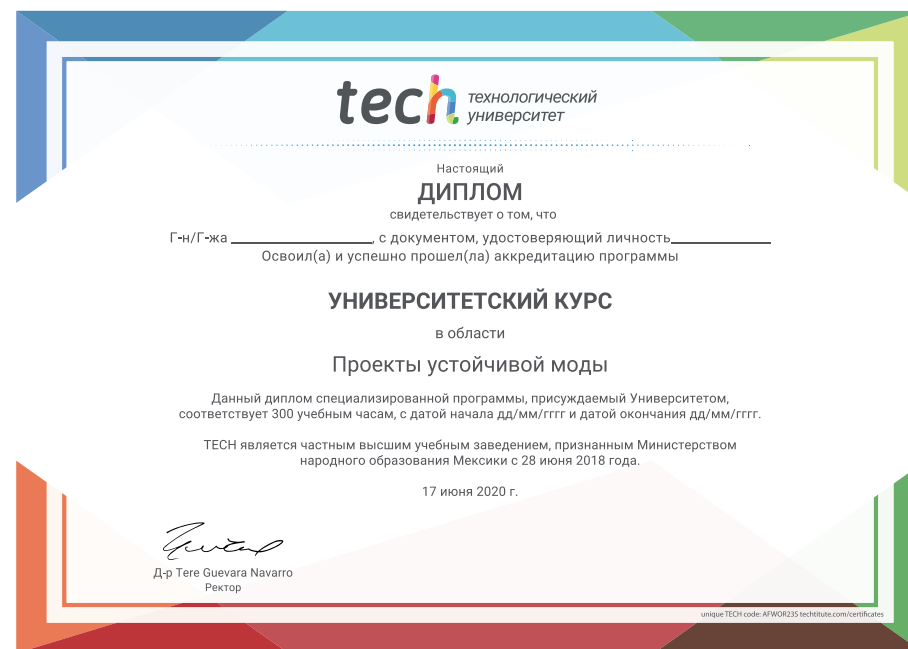 tech технологический
университет
Настоящий
ДИПЛОМ
свидетельствует о том, что
Г-н/Г-жа ____________________, с документом, удостоверяющий личность______________
Освоил(а) и успешно прошел(ла) аккредитацию программы
УНИВЕРСИТЕТСКИЙ КУРС
в области
Проекты устойчивой моды
Данный диплом специализированной программы, присуждаемый Университетом,
соответствует 300 учебным часам, с датой начала дд/мм/гггг и датой окончания дд/мм/гггг.
TECH является частным высшим учебным заведением, признанным Министерством
народного образования Мексики с 28 июня 2018 года.
17 июня 2020 г.
Д-р Tere Guevara Navarro
Ректор
unique TECH code: AFWOR23S techtitute.com/certificates